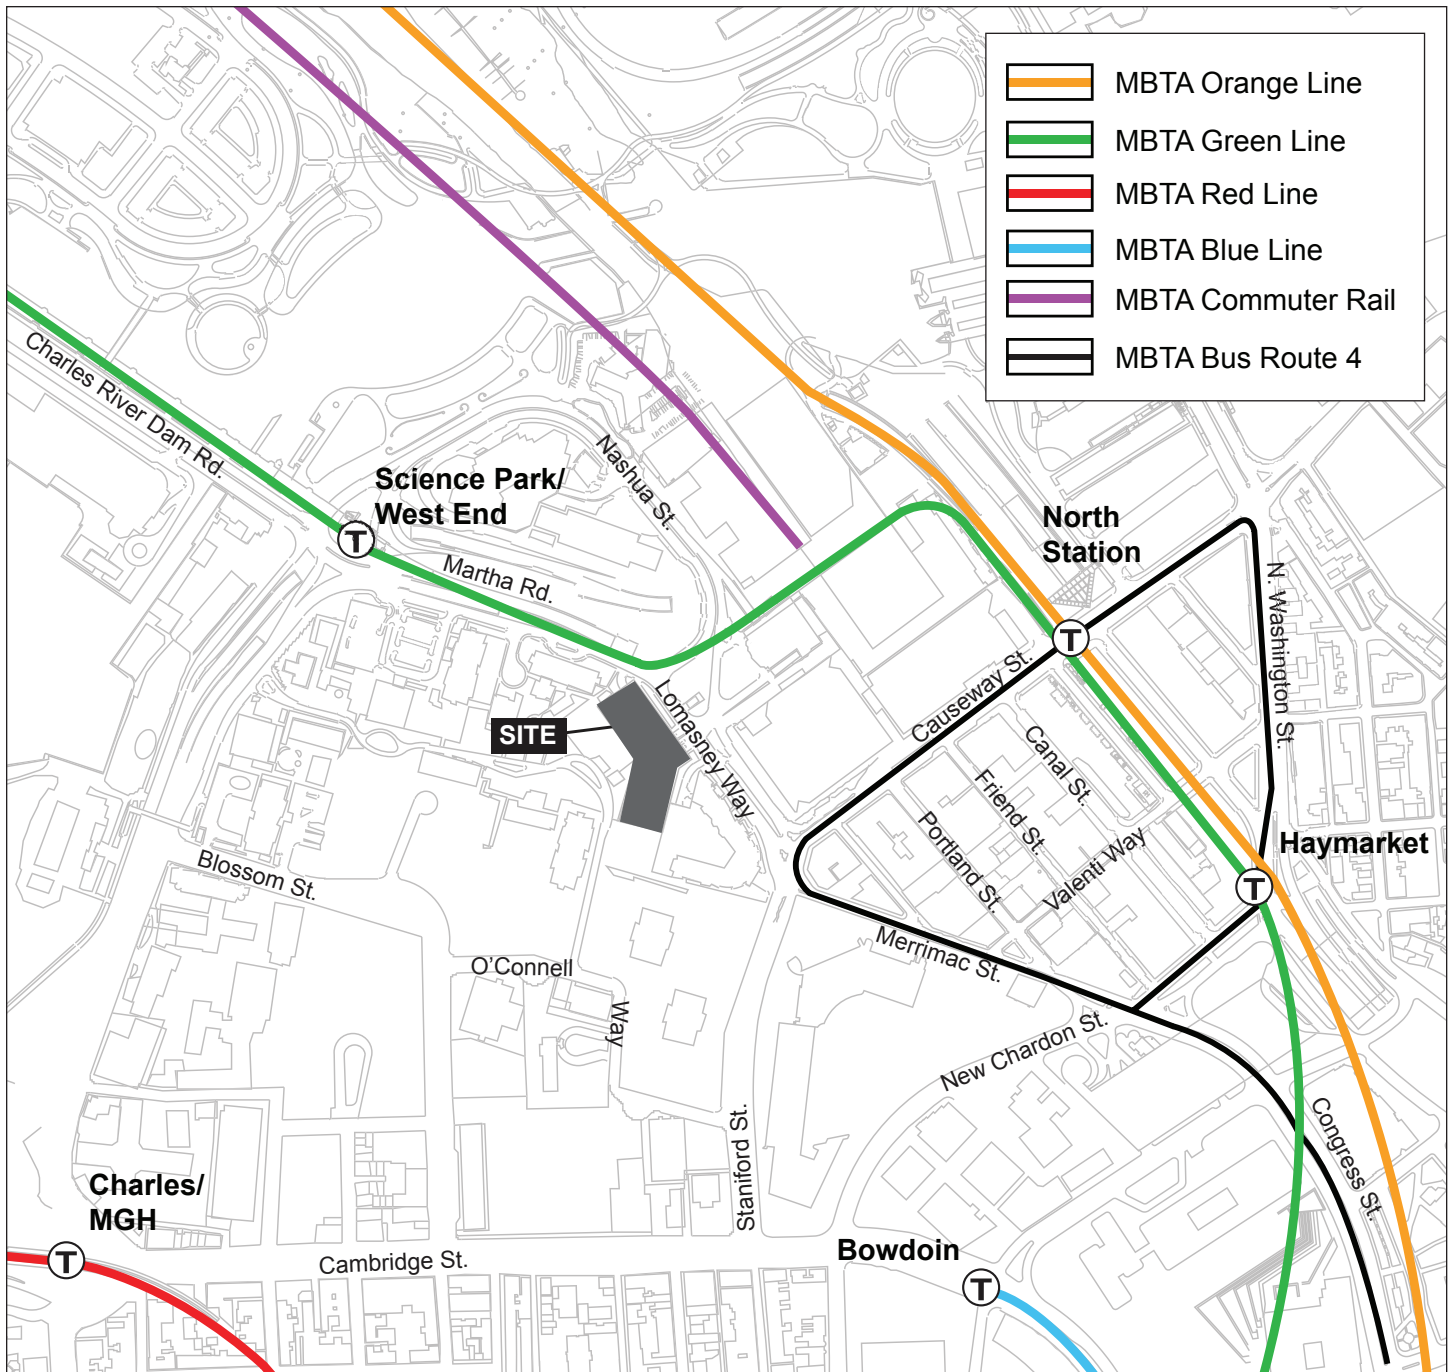 MBTA Orange Line
MBTA Green Line
MBTA Red Line
MBTA Blue Line
MBTA Commuter Rail
MBTA Bus Route 4
Charles River Dam Rd.
Science Park/
West End
T
Nashua St.
Martha Rd.
North
Station
T
N. Washington St.
Causeway St.
SITE
Lomasney Way
Canal St.
Friend St.
Portland St.
Valenti Way
Haymarket
T
Blossom St.
Merrimac St.
O'Connell
Way
New Chardon St.
Staniford St.
Congress St.
Charles/
MGH
T
Cambridge St.
Bowdoin
T